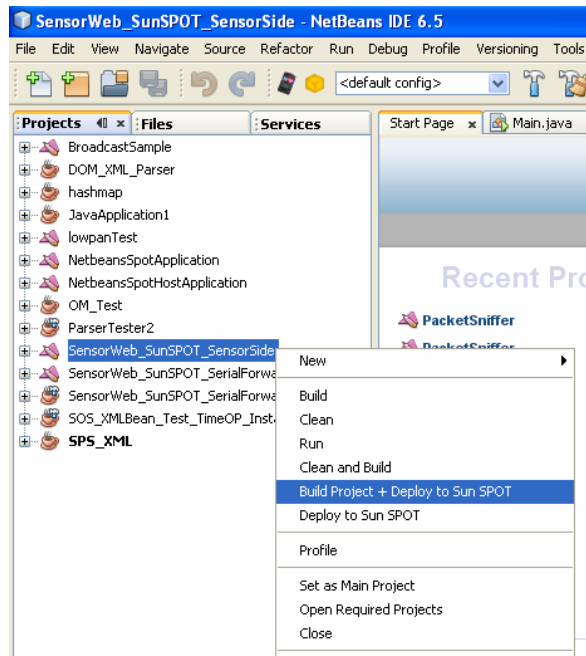 SensorWeb_SunSPOT_SensorSide - NetBeans IDE 6.5
File Edit View Navigate Source Refactor Run Debug Profile Versioning Tools
<default config>
Projects Files Services
Start Page Main.java
BroadcastSample
DOM_XML_Parser
hashmap
JavaApplication1
lowpanTest
NetbeansSpotApplication
NetbeansSpotHostApplication
OM_Test
ParserTester2
SensorWeb_SunSPOT_SensorSide
SensorWeb_SunSPOT_SerialForwa
SensorWeb_SunSPOT_SerialForwa
SOS_XMLBean_Test_TimeOP_Inst
SPS_XML
Recent Pro
PacketSniffer
PacketSniffer
New
Build
Clean
Run
Clean and Build
Build Project + Deploy to Sun SPOT
Deploy to Sun SPOT
Profile
Set as Main Project
Open Required Projects
Close